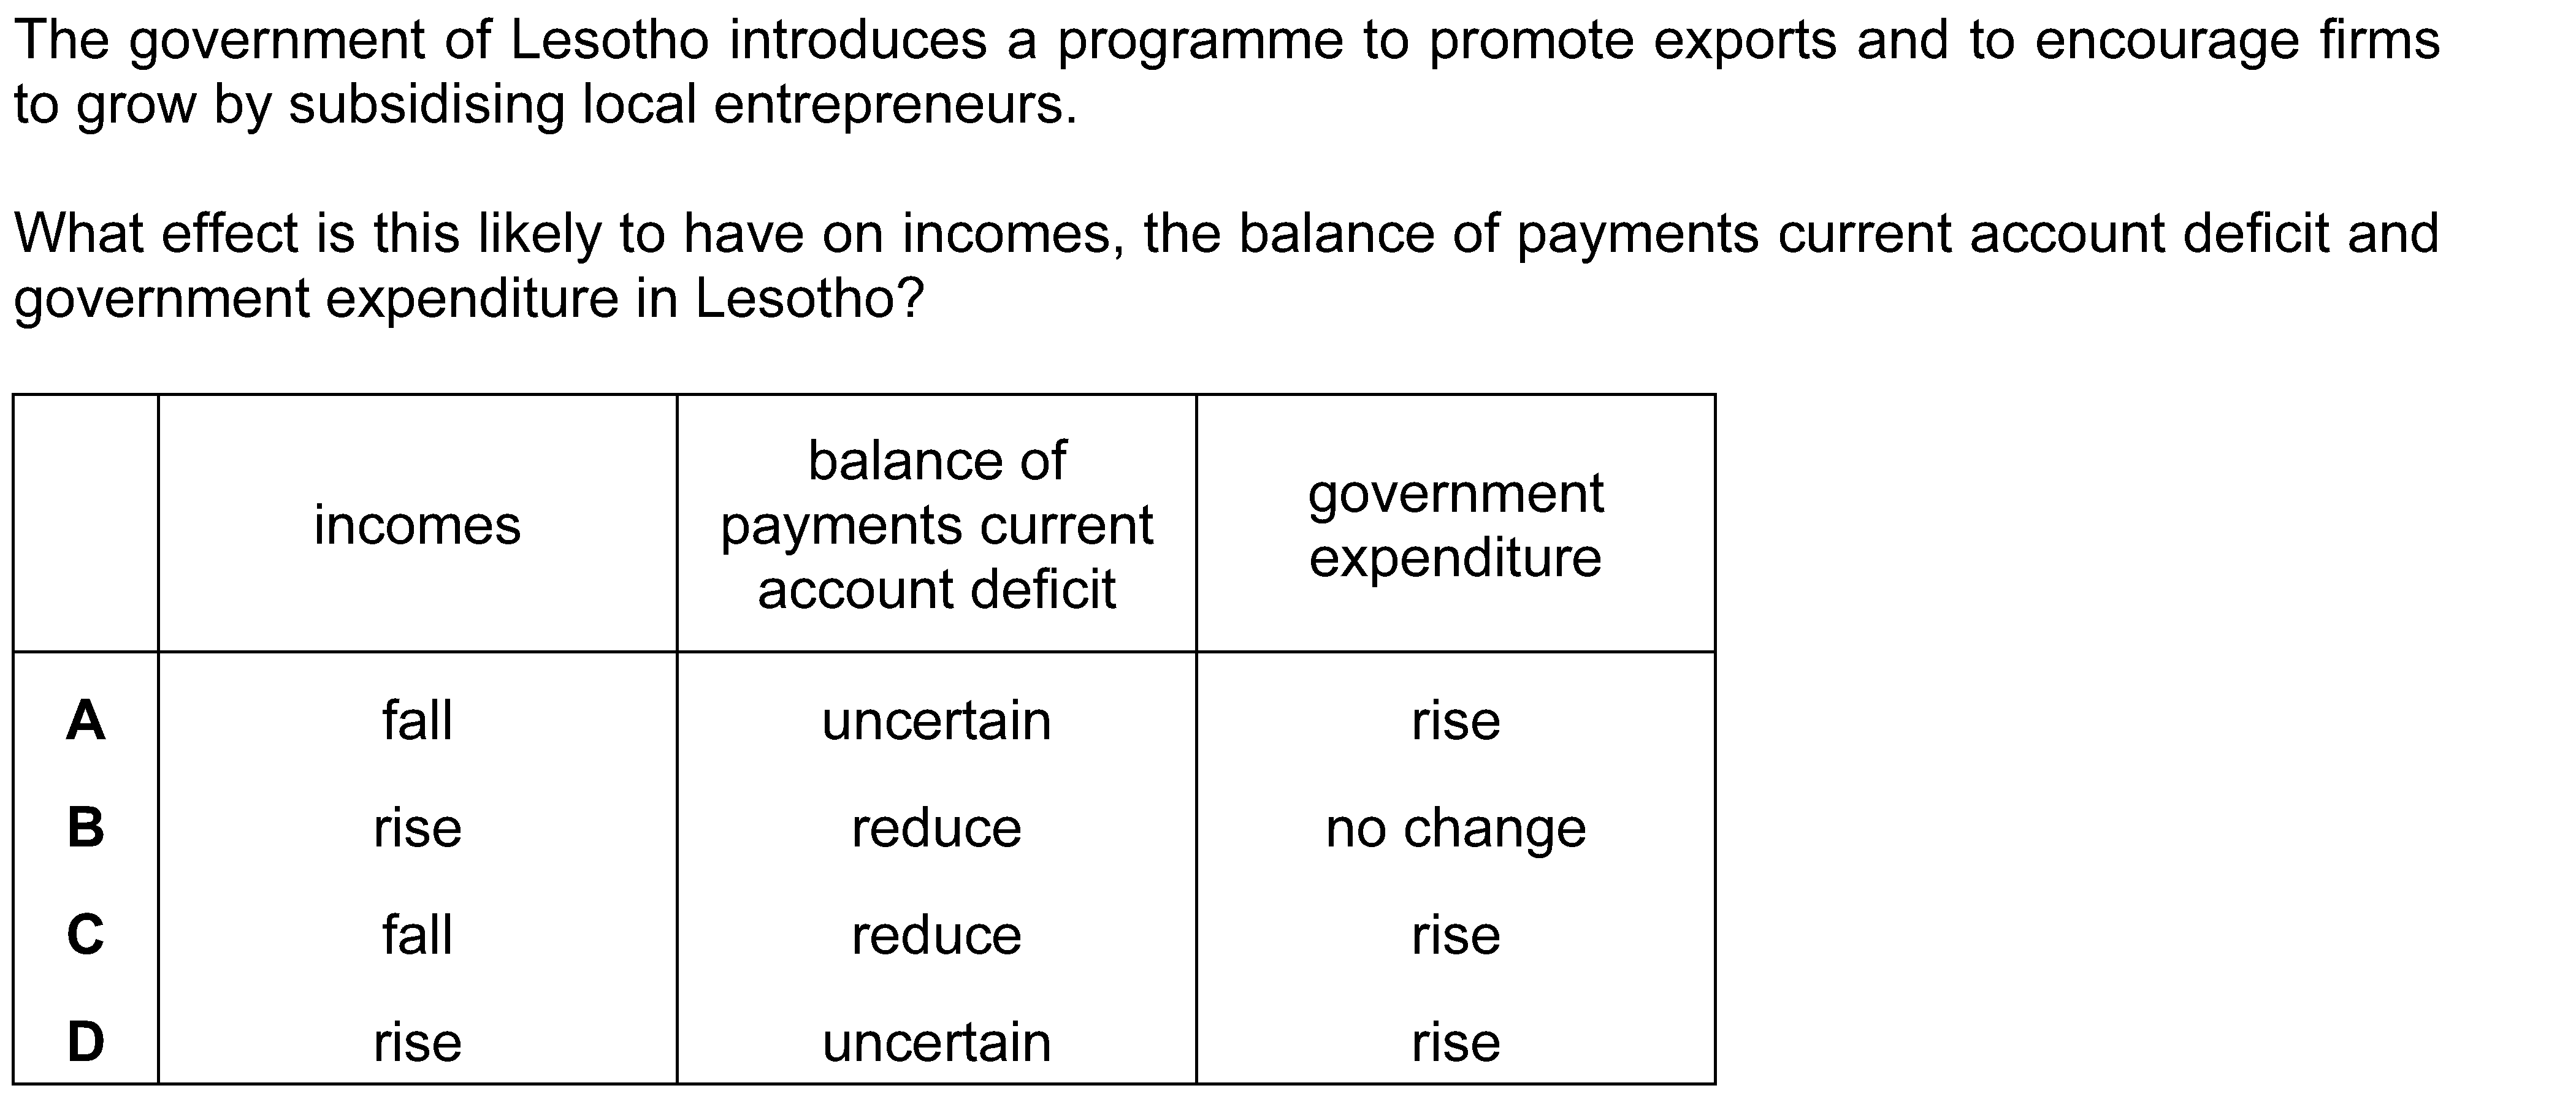 The government of Lesotho introduces a programme to promote exports and to encourage firms
to grow by subsidising local entrepreneurs.
What effect is this likely to have on incomes, the balance of payments current account deficit and
government expenditure in Lesotho?
incomes
balance of
payments current
account deficit
government
expenditure
A fall uncertain rise
B rise reduce no change
C fall reduce rise
D rise uncertain rise